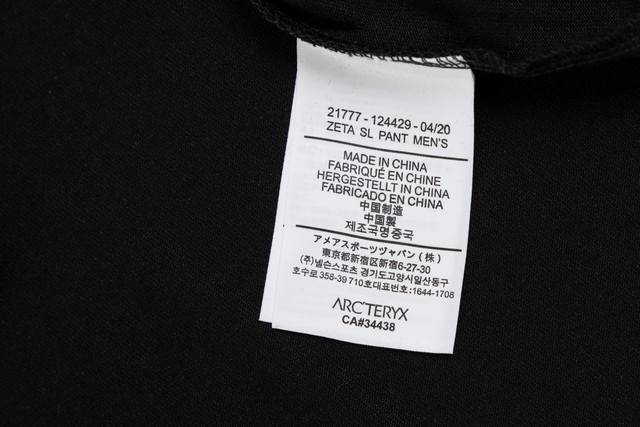 21777-124429-04/20
ZETA SL PANT MEN'S
MADE IN CHINA
FABRIQUÉ EN CHINE
HERGESTELLT IN CHINA
FABRICADO EN CHINA
中国制造
中國製
제조국명중국
アメアスポーツジャパン(株)
東京都新宿区新宿6-27-30
(주)넬슨스포츠 경기도고양시일산동구
호수로 358-39 710호대표번호:1644-1708
ARC'TERYX
CA#34438